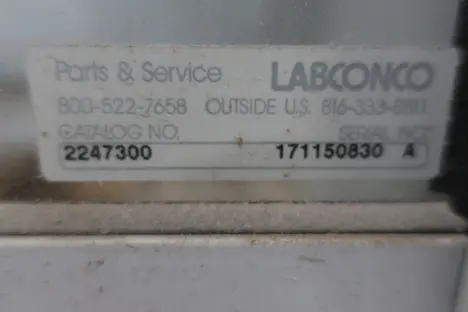 Parts & Service LABCONCO
800-522-7658 OUTSIDE U.S. 816-333-8811
CATALOG NO. SERIAL NO.
2247300 171150830 A